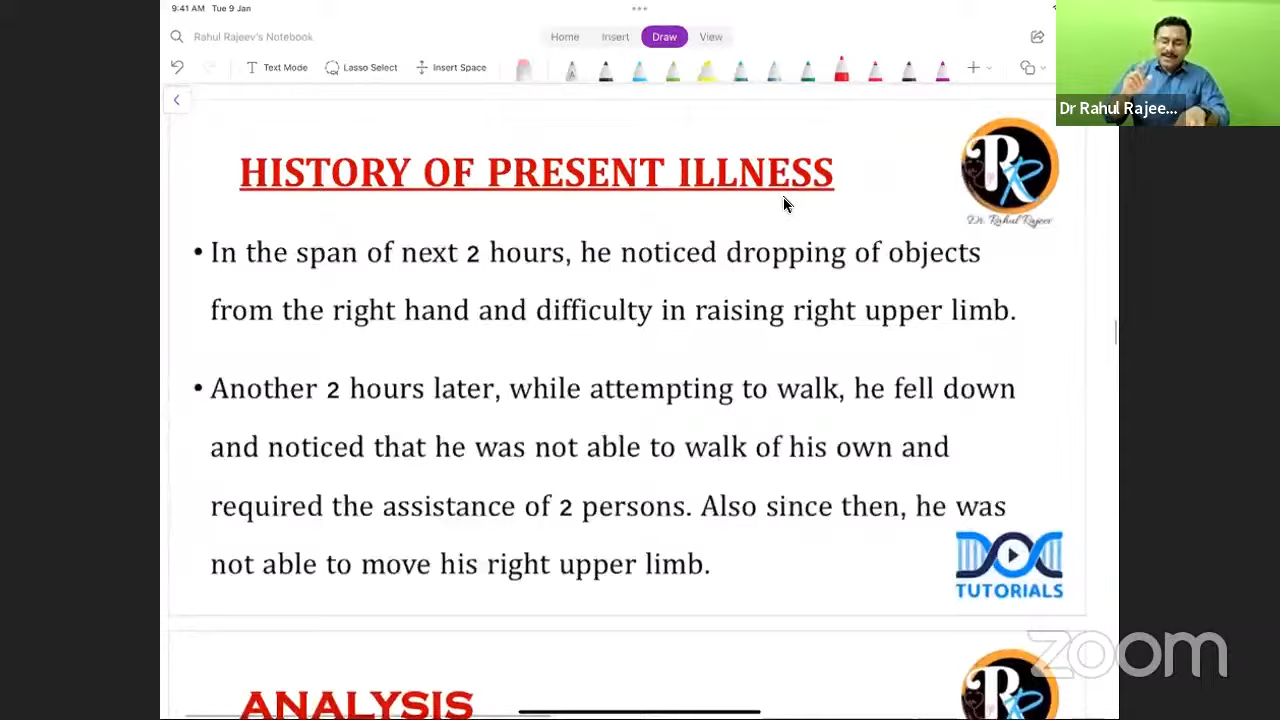 9:41 AM Tue 9 Jan
Rahul Rajeev's Notebook
Home Insert Draw View
Text Mode Lasso Select Insert Space
Dr Rahul Rajee...
HISTORY OF PRESENT ILLNESS
Dr. Rahul Rajeev
• In the span of next 2 hours, he noticed dropping of objects
from the right hand and difficulty in raising right upper limb.
• Another 2 hours later, while attempting to walk, he fell down
and noticed that he was not able to walk of his own and
required the assistance of 2 persons. Also since then, he was
not able to move his right upper limb.
DOC
TUTORIALS
zoom
ANALYSIS